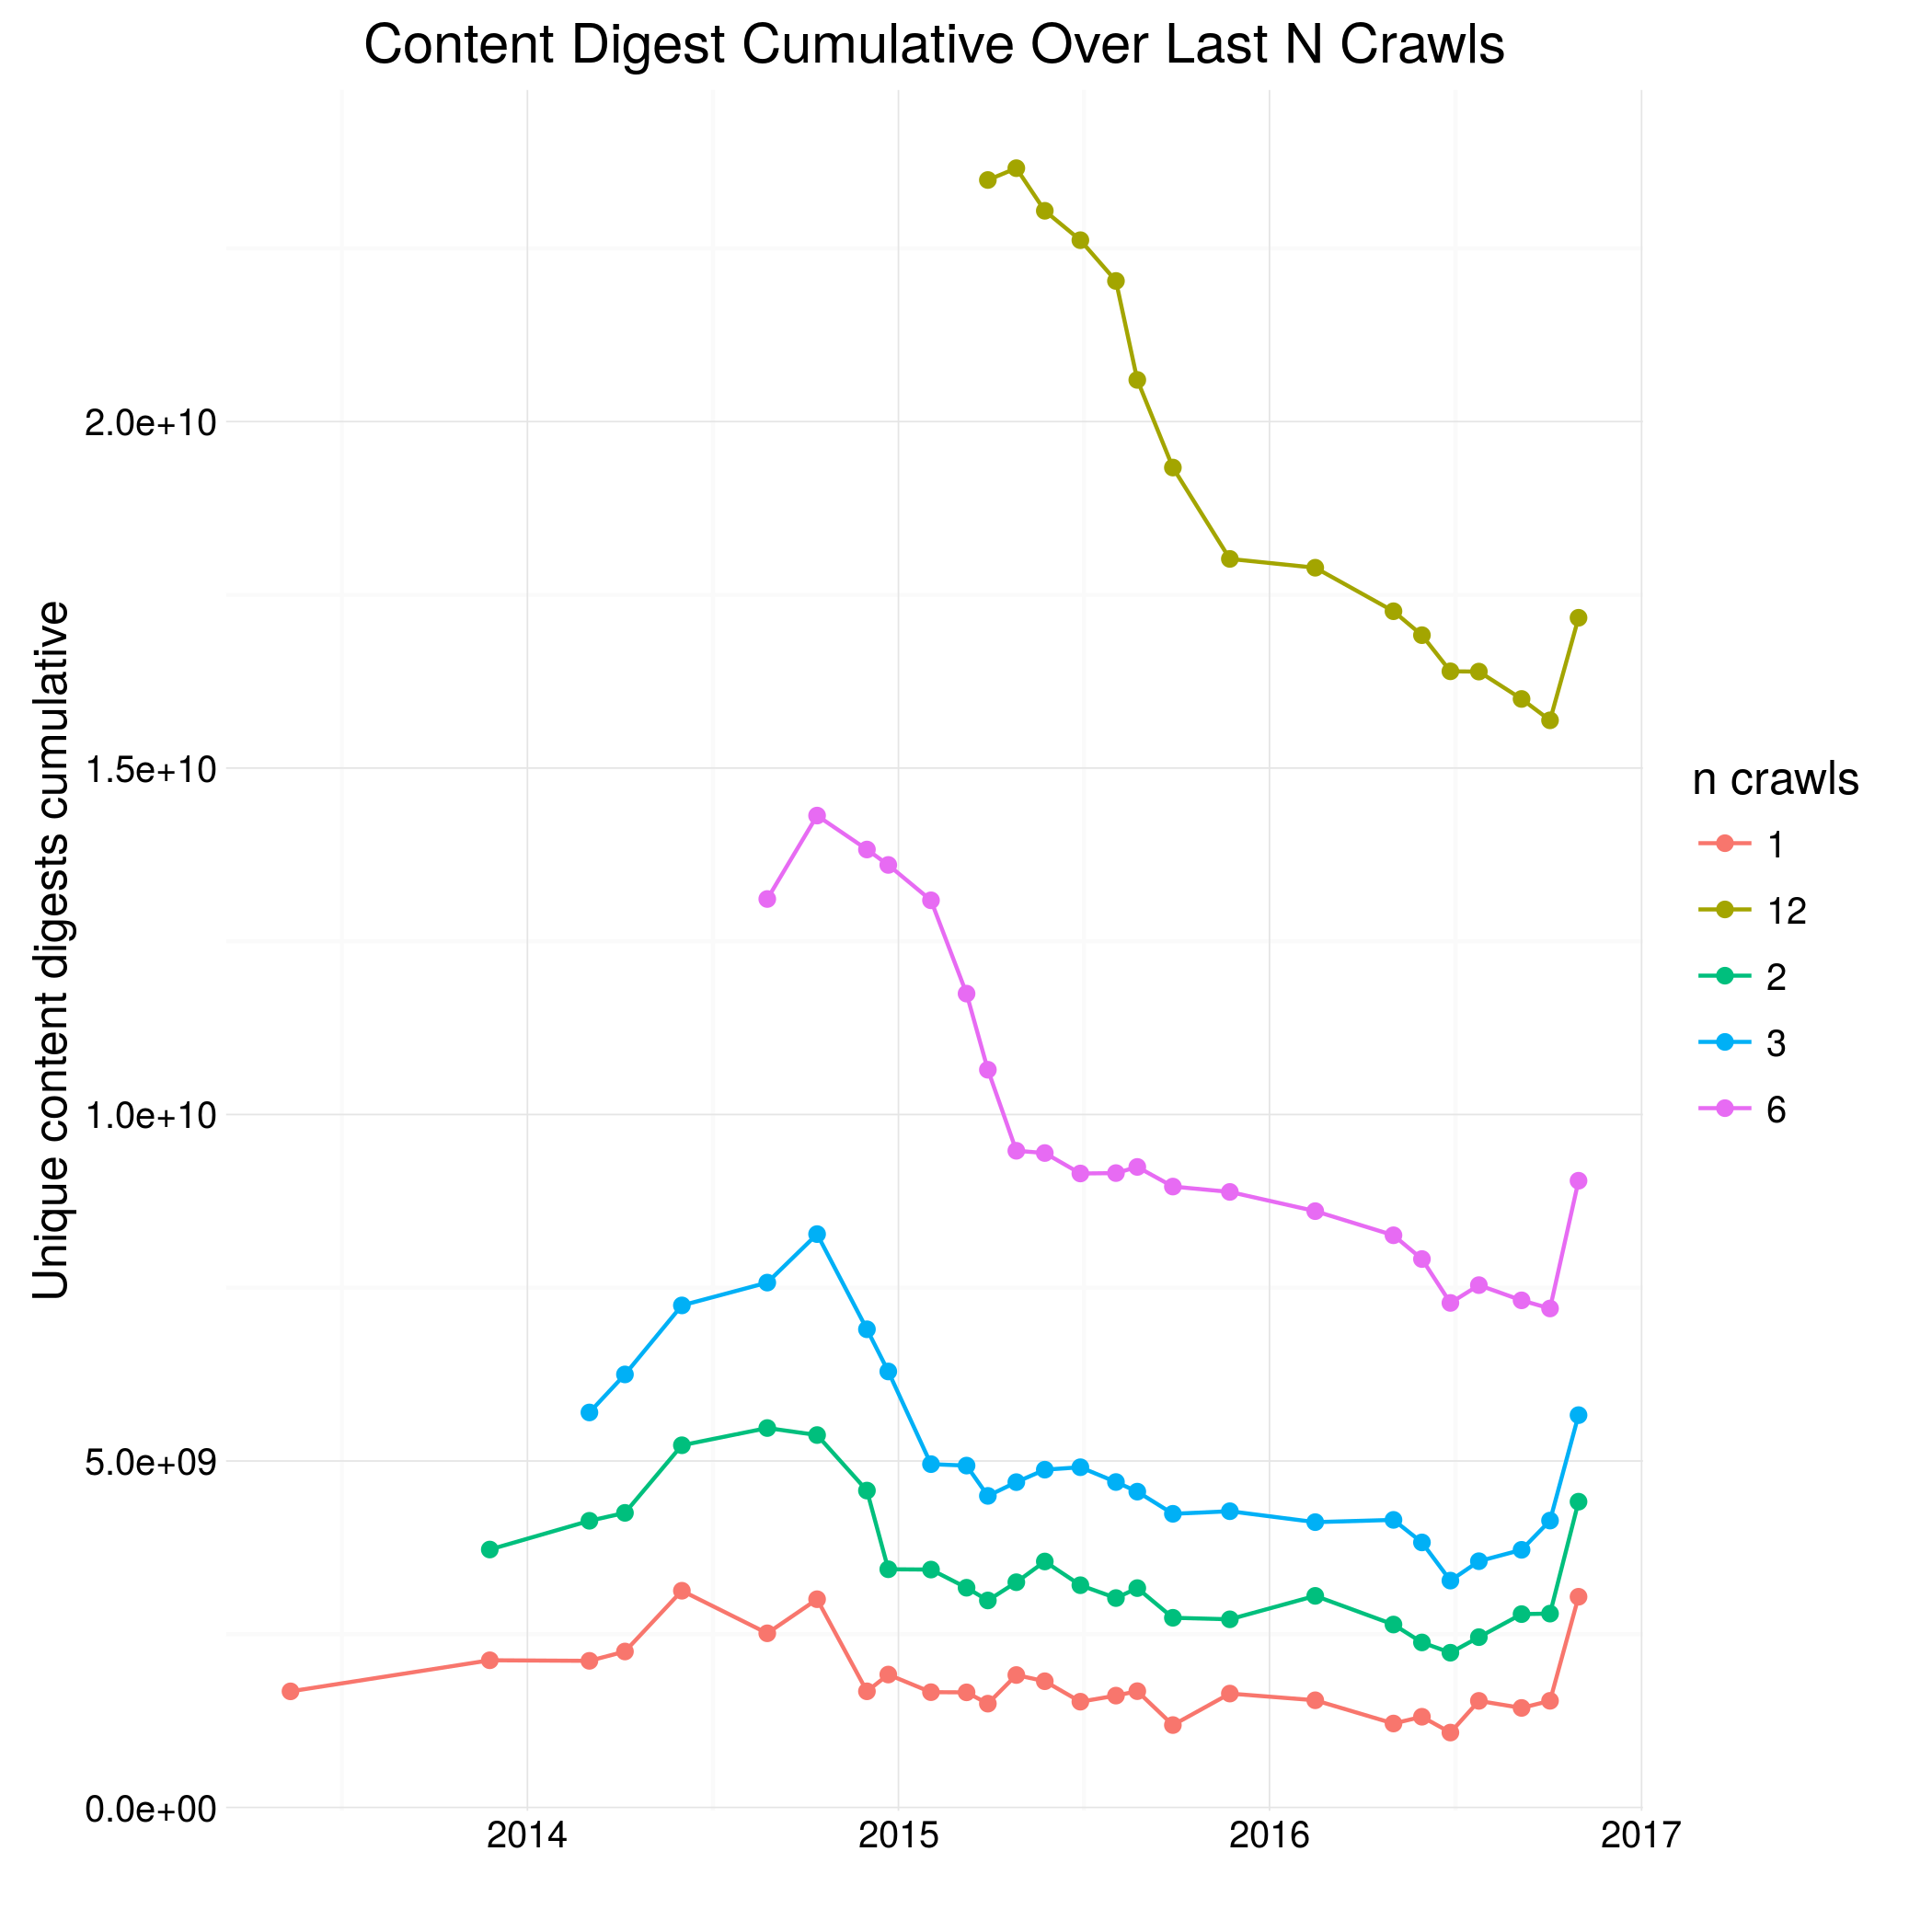 Content Digest Cumulative Over Last N Crawls
Unique content digests cumulative
2.0e+10
1.5e+10
1.0e+10
5.0e+09
0.0e+00
2014
2015
2016
2017
n crawls
1
12
2
3
6